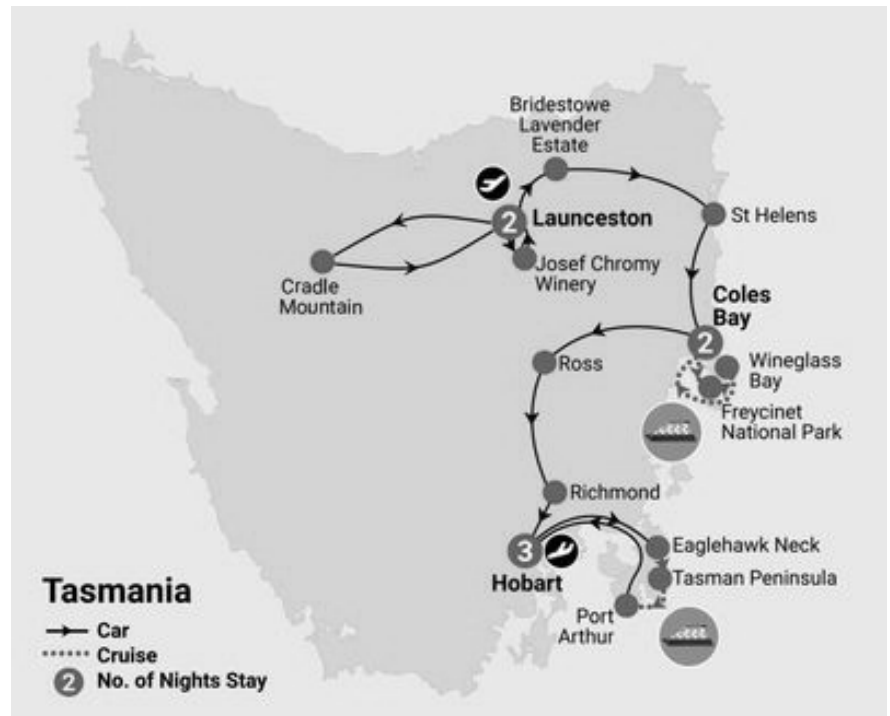 Bridestowe
Lavender
Estate
2
Launceston
St Helens
Josef Chromy
Winery
Cradle
Mountain
Coles
Bay
2
Wineglass
Bay
Ross
Freycinet
National Park
Richmond
3
Hobart
Eaglehawk Neck
Tasman Peninsula
Port
Arthur
Tasmania
Car
Cruise
2 No. of Nights Stay